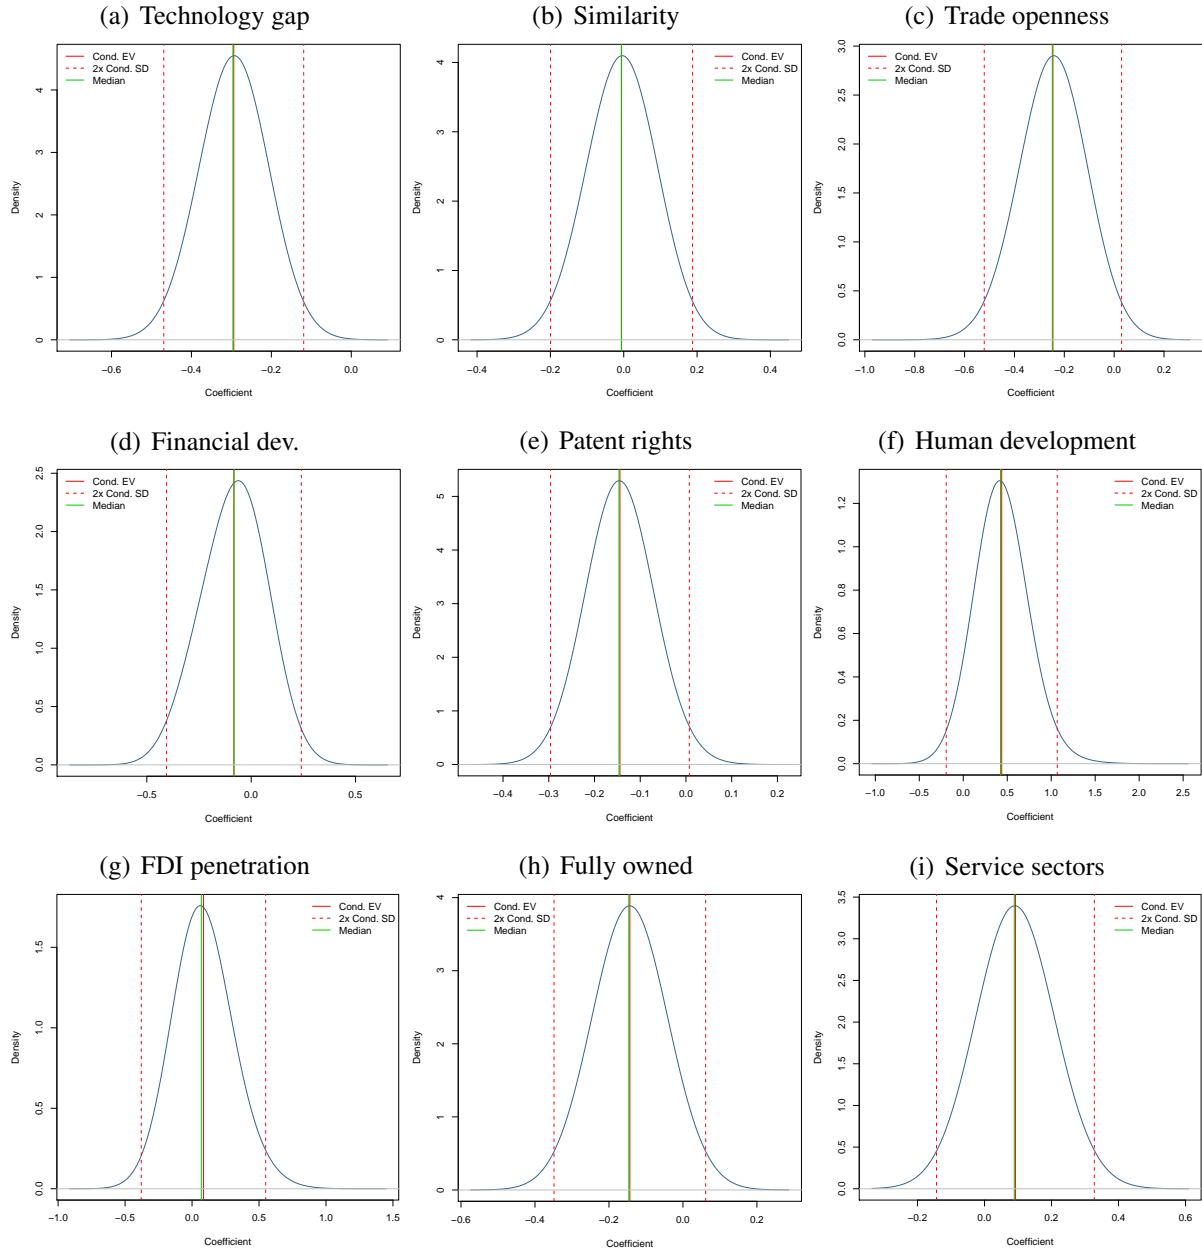 (a) Technology gap
Cond. EV
2x Cond. SD
Median
Density
0
1
2
3
4
−0.6
−0.4
−0.2
0.0
Coefficient
(b) Similarity
Cond. EV
2x Cond. SD
Median
Density
0
1
2
3
4
−0.4
−0.2
0.0
0.2
0.4
Coefficient
(c) Trade openness
Cond. EV
2x Cond. SD
Median
Density
0.0
0.5
1.0
1.5
2.0
2.5
3.0
−1.0
−0.8
−0.6
−0.4
−0.2
0.0
0.2
Coefficient
(d) Financial dev.
Cond. EV
2x Cond. SD
Median
Density
0.0
0.5
1.0
1.5
2.0
2.5
−0.5
0.0
0.5
Coefficient
(e) Patent rights
Cond. EV
2x Cond. SD
Median
Density
0
1
2
3
4
5
−0.4
−0.3
−0.2
−0.1
0.0
0.1
0.2
Coefficient
(f) Human development
Cond. EV
2x Cond. SD
Median
Density
0.0
0.2
0.4
0.6
0.8
1.0
1.2
−1.0
−0.5
0.0
0.5
1.0
1.5
2.0
2.5
Coefficient
(g) FDI penetration
Cond. EV
2x Cond. SD
Median
Density
0.0
0.5
1.0
1.5
−1.0
−0.5
0.0
0.5
1.0
1.5
Coefficient
(h) Fully owned
Cond. EV
2x Cond. SD
Median
Density
0
1
2
3
4
−0.6
−0.4
−0.2
0.0
0.2
Coefficient
(i) Service sectors
Cond. EV
2x Cond. SD
Median
Density
0.0
0.5
1.0
1.5
2.0
2.5
3.0
3.5
−0.2
0.0
0.2
0.4
0.6
Coefficient